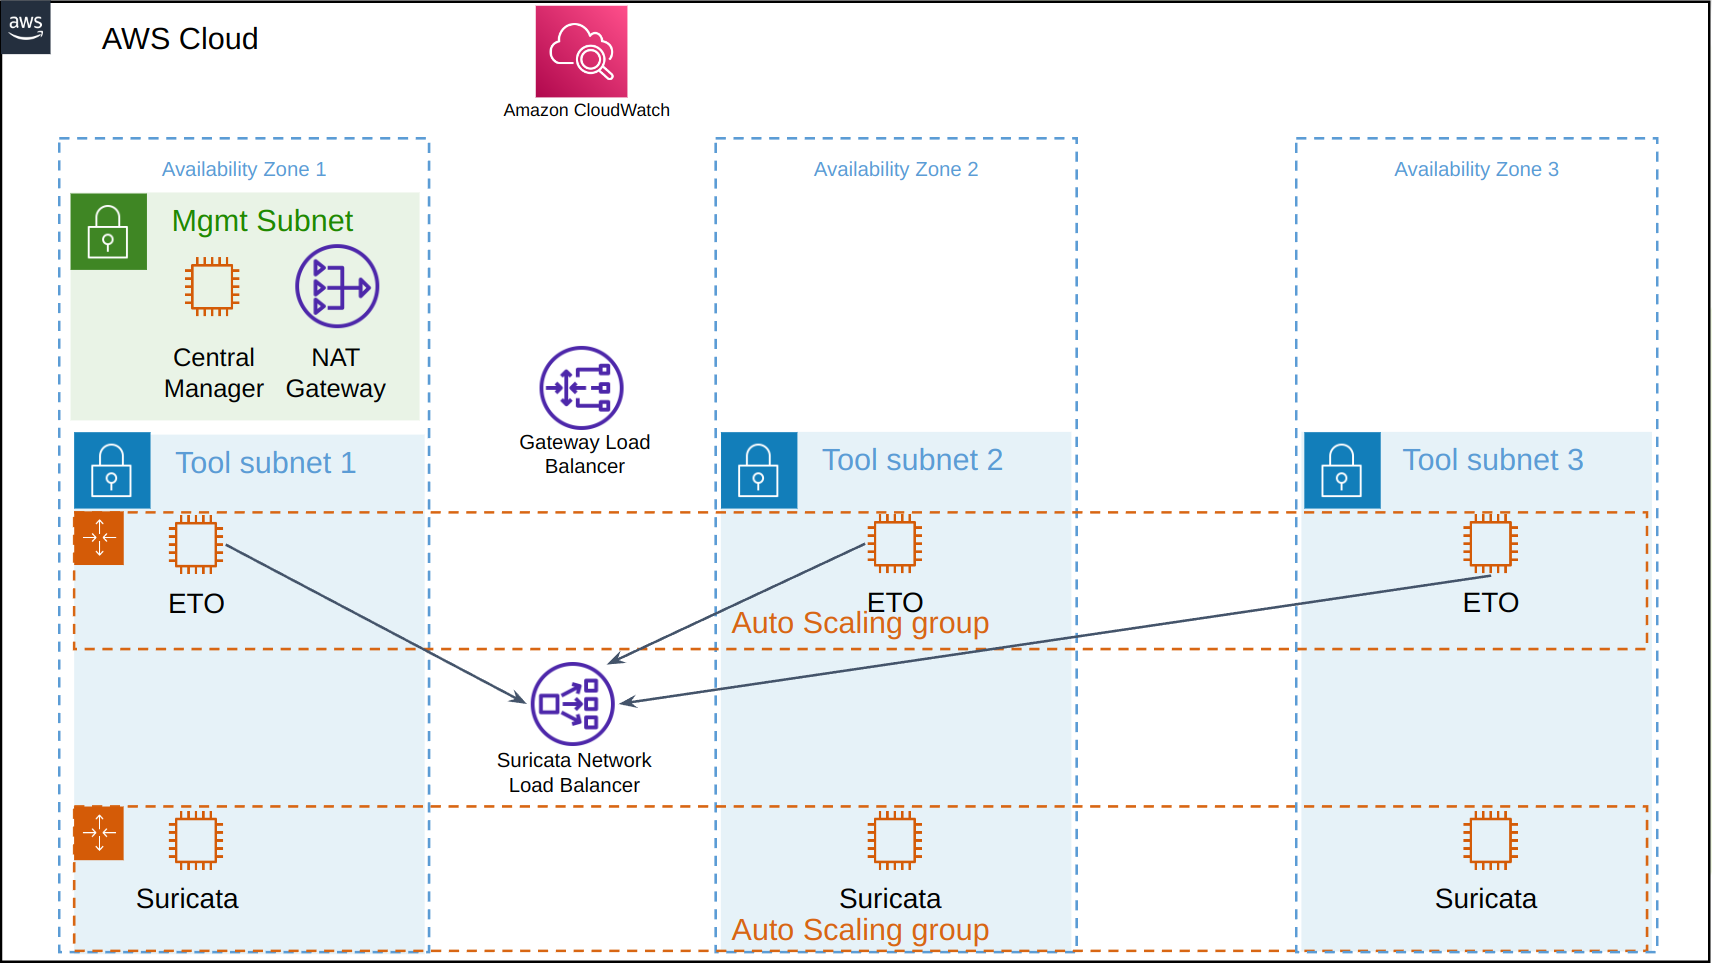 aws
AWS Cloud
Amazon CloudWatch
Availability Zone 1
Availability Zone 2
Availability Zone 3
Mgmt Subnet
Central
Manager
NAT
Gateway
Gateway Load
Balancer
Tool subnet 1
Tool subnet 2
Tool subnet 3
ETO
ETO
ETO
Auto Scaling group
Suricata Network
Load Balancer
Suricata
Suricata
Suricata
Auto Scaling group